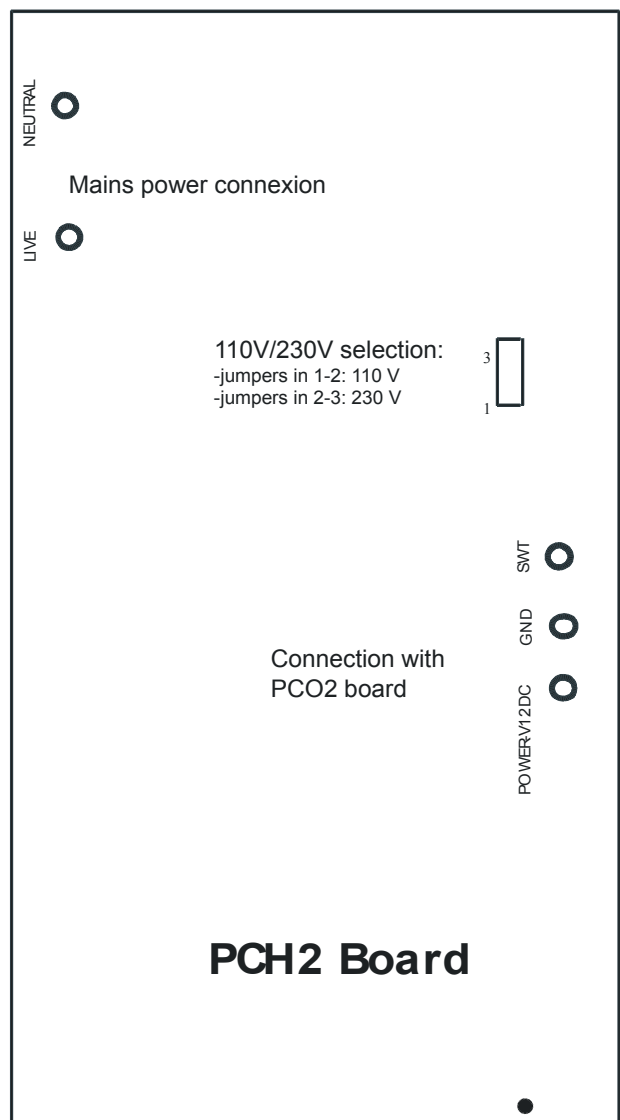 NEUTRAL
Mains power connexion
LIVE
110V/230V selection:
-jumpers in 1-2: 110 V
-jumpers in 2-3: 230 V
3
1
SWT
GND
Connection with
PCO2 board
POWER-V12DC
PCH2 Board